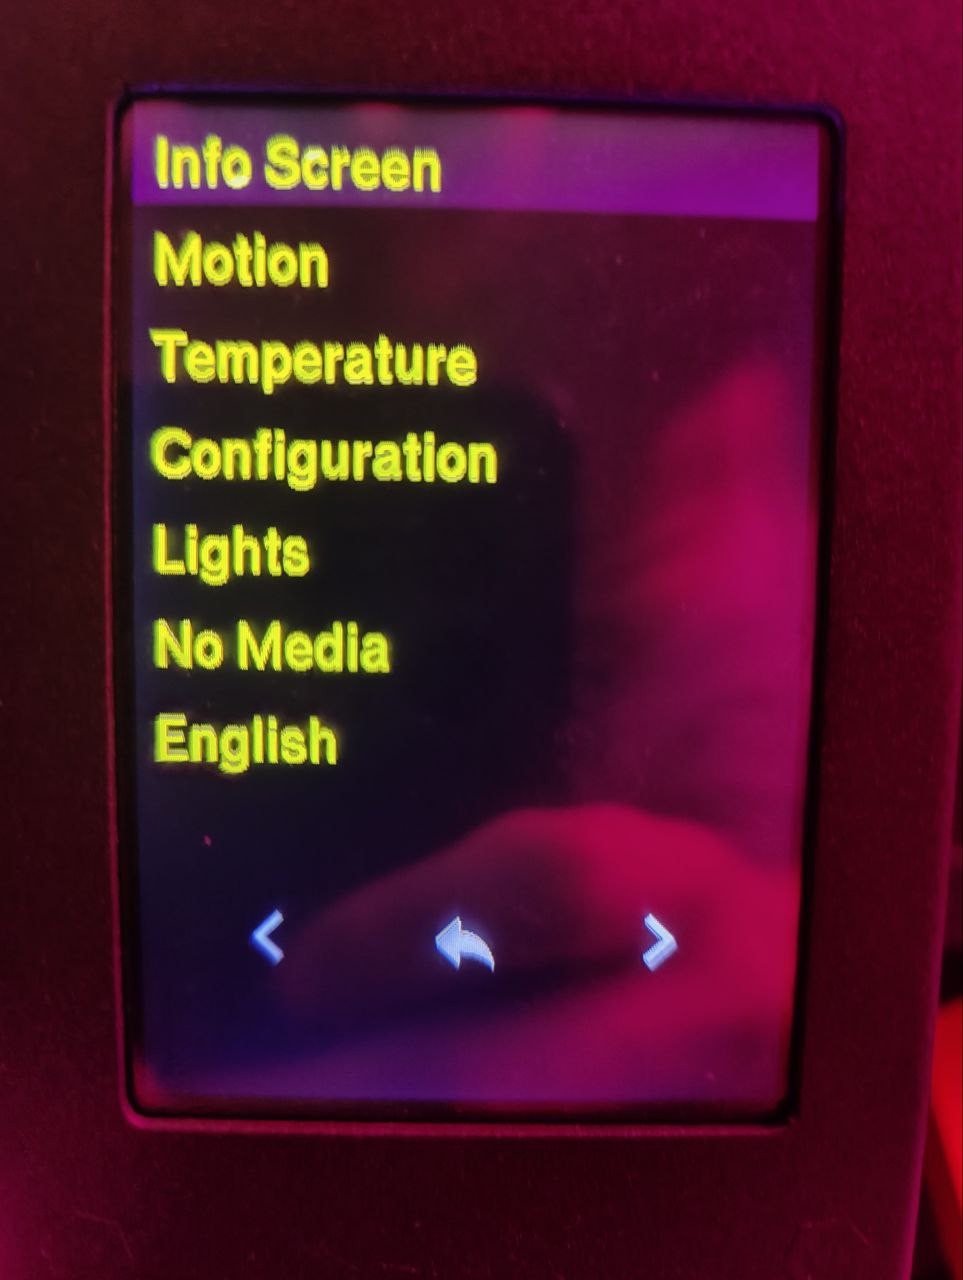 Info Screen
Motion
Temperature
Configuration
Lights
No Media
English